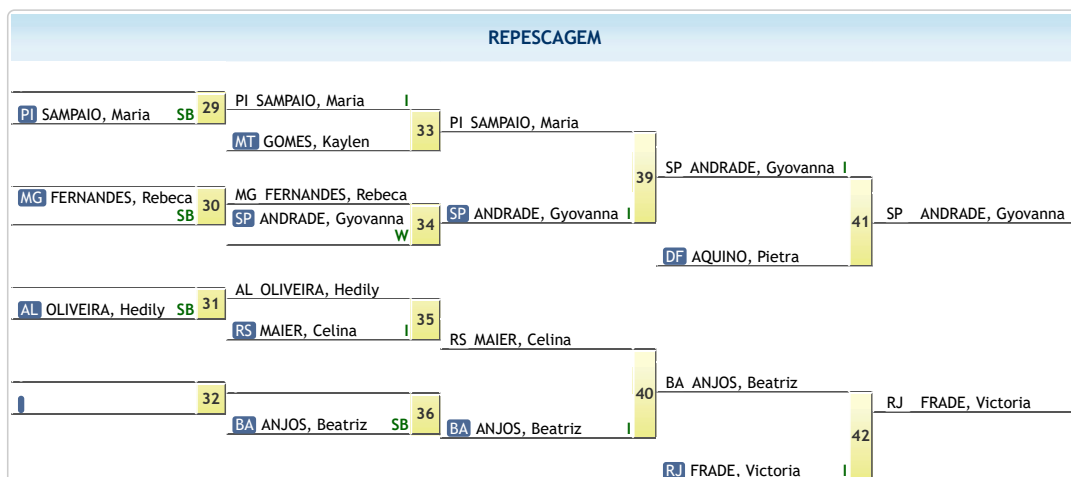 REPESCAGEM
PI SAMPAIO, Maria SB 29
PI SAMPAIO, Maria I
MT GOMES, Kaylen
33
PI SAMPAIO, Maria
MG FERNANDES, Rebeca
SB
30
MG FERNANDES, Rebeca
SP ANDRADE, Gyovanna
W
34
SP ANDRADE, Gyovanna I
39
SP ANDRADE, Gyovanna I
DF AQUINO, Pietra
41
SP ANDRADE, Gyovanna
AL OLIVEIRA, Hedily SB 31
AL OLIVEIRA, Hedily
RS MAIER, Celina I
35
RS MAIER, Celina
32
BA ANJOS, Beatriz SB 36
BA ANJOS, Beatriz I
40
BA ANJOS, Beatriz
RJ FRADE, Victoria I
42
RJ FRADE, Victoria